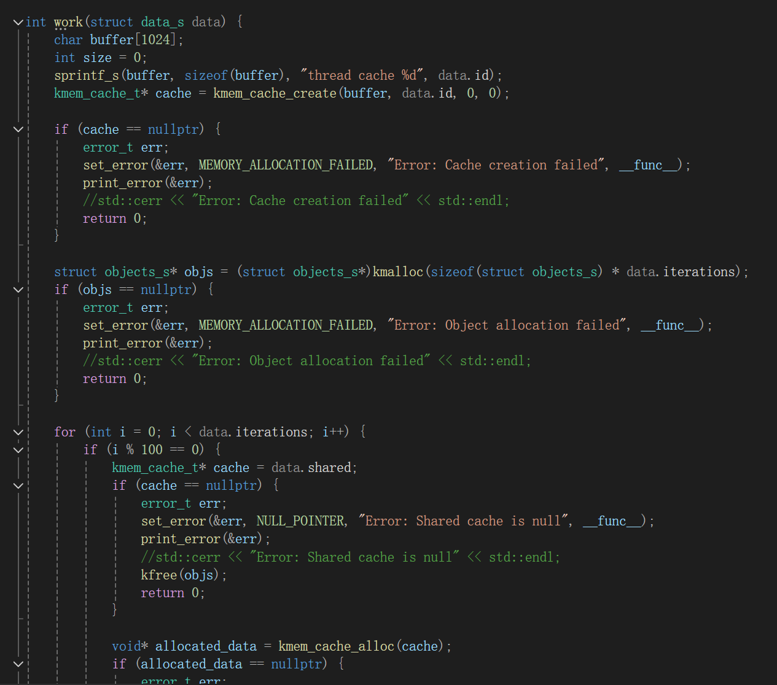 int work(struct data_s data) {
    char buffer[1024];
    int size = 0;
    sprintf_s(buffer, sizeof(buffer), "thread cache %d", data.id);
    kmem_cache_t* cache = kmem_cache_create(buffer, data.id, 0, 0);
    if (cache == nullptr) {
        error_t err;
        set_error(&err, MEMORY_ALLOCATION_FAILED, "Error: Cache creation failed", __func__);
        print_error(&err);
        //std::cerr << "Error: Cache creation failed" << std::endl;
        return 0;
    }
    struct objects_s* objs = (struct objects_s*)kmalloc(sizeof(struct objects_s) * data.iterations);
    if (objs == nullptr) {
        error_t err;
        set_error(&err, MEMORY_ALLOCATION_FAILED, "Error: Object allocation failed", __func__);
        print_error(&err);
        //std::cerr << "Error: Object allocation failed" << std::endl;
        return 0;
    }
    for (int i = 0; i < data.iterations; i++) {
        if (i % 100 == 0) {
            kmem_cache_t* cache = data.shared;
            if (cache == nullptr) {
                error_t err;
                set_error(&err, NULL_POINTER, "Error: Shared cache is null", __func__);
                print_error(&err);
                //std::cerr << "Error: Shared cache is null" << std::endl;
                kfree(objs);
                return 0;
            }
            void* allocated_data = kmem_cache_alloc(cache);
            if (allocated_data == nullptr) {
                error_t err;